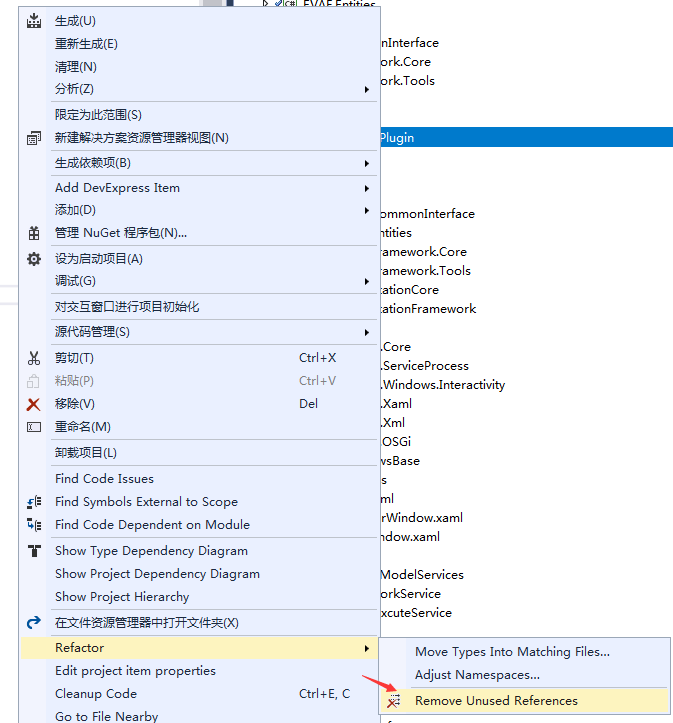 EVAF.Entities
生成(U)
重新生成(E)
nInterface
清理(N)
ork.Core
分析(Z)
ork.Tools
限定为此范围(S)
新建解决方案资源管理器视图(N)
Plugin
生成依赖项(B)
Add DevExpress Item
添加(D)
ommonInterface
管理 NuGet 程序包(N)...
ntities
设为启动项目(A)
ramework.Core
调试(G)
ramework.Tools
tationCore
对交互窗口进行项目初始化
tationFramework
源代码管理(S)
.Core
剪切(T) Ctrl+X
.ServiceProcess
粘贴(P) Ctrl+V
.Windows.Interactivity
移除(V) Del
.Xaml
重命名(M)
.Xml
.OSGi
卸载项目(L)
wsBase
Find Code Issues
s
Find Symbols External to Scope
ml
Find Code Dependent on Module
rWindow.xaml
ndow.xaml
Show Type Dependency Diagram
Show Project Dependency Diagram
ModelServices
Show Project Hierarchy
orkService
在文件资源管理器中打开文件夹(X)
xcuteService
Refactor
Move Types Into Matching Files...
Edit project item properties
Adjust Namespaces...
Cleanup Code Ctrl+E, C
Remove Unused References
Go to File Nearby